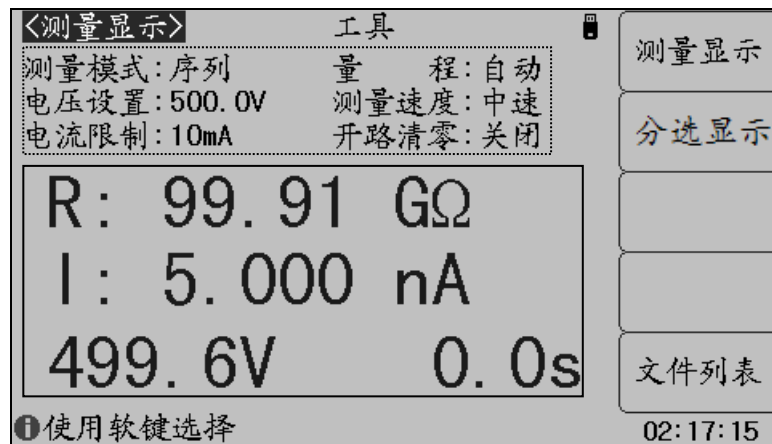 <测量显示> 工具
测量模式:序列 量 程:自动
电压设置:500.0V 测量速度:中速
电流限制:10mA 开路清零:关闭
R: 99.91 GΩ
I: 5.000 nA
499.6V 0.0s
使用软键选择
测量显示
分选显示
文件列表
02:17:15